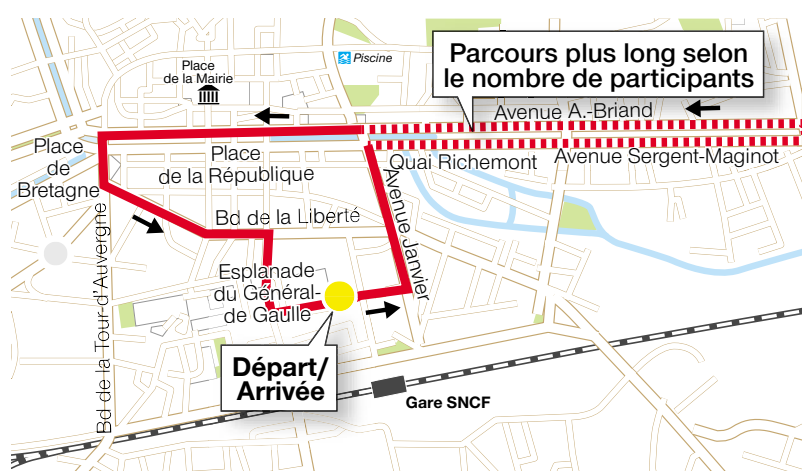 Parcours plus long selon
le nombre de participants
Piscine
Place
de la Mairie
Avenue A.-Briand
Place
de
Bretagne
Place
de la République
Quai Richemont
Avenue Sergent-Maginot
Avenue Janvier
Bd de la Liberté
Esplanade
du Général-
de Gaulle
Bd de la Tour-d'Auvergne
Départ/
Arrivée
Gare SNCF